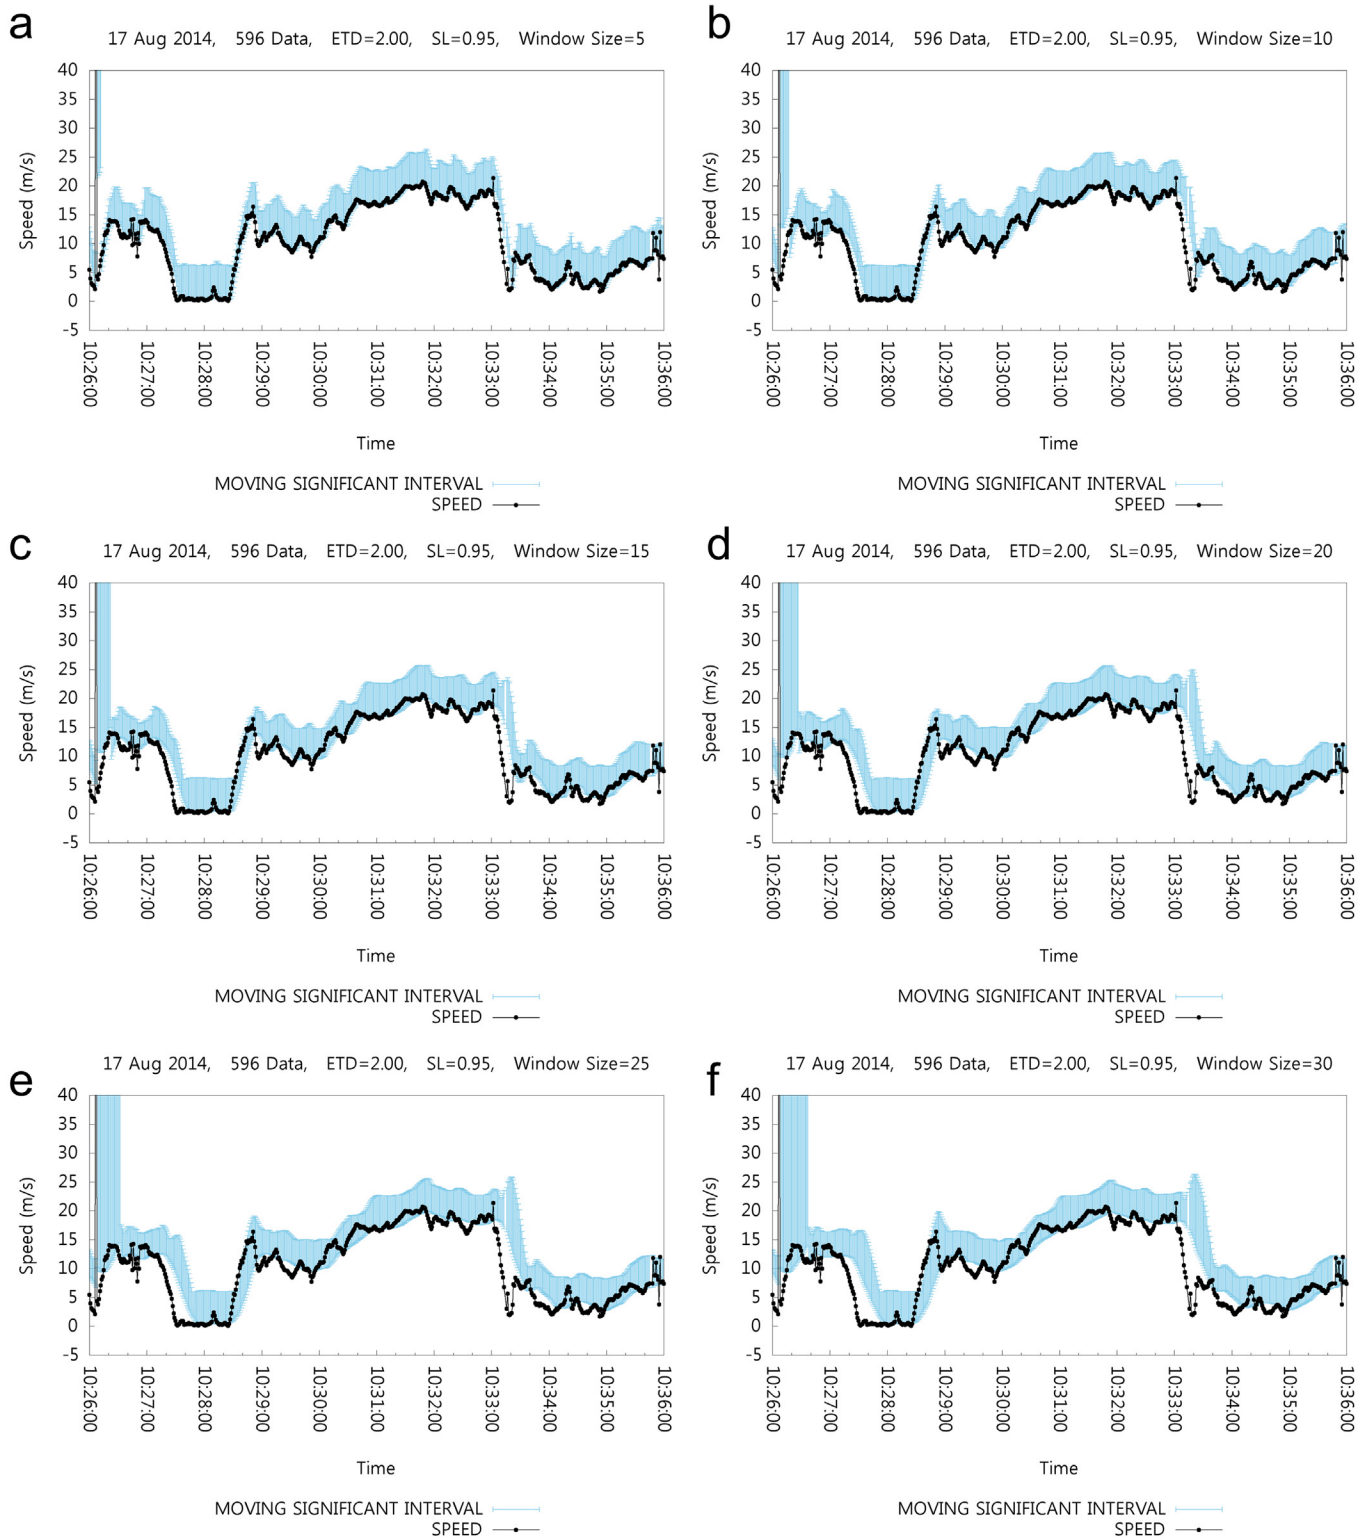 a
17 Aug 2014, 596 Data, ETD=2.00, SL=0.95, Window Size=5
40
35
30
25
20
15
10
5
0
-5
Speed (m/s)
10:26:00 10:27:00 10:28:00 10:29:00 10:30:00 10:31:00 10:32:00 10:33:00 10:34:00 10:35:00 10:36:00
Time
MOVING SIGNIFICANT INTERVAL
SPEED
b
17 Aug 2014, 596 Data, ETD=2.00, SL=0.95, Window Size=10
40
35
30
25
20
15
10
5
0
-5
Speed (m/s)
10:26:00 10:27:00 10:28:00 10:29:00 10:30:00 10:31:00 10:32:00 10:33:00 10:34:00 10:35:00 10:36:00
Time
MOVING SIGNIFICANT INTERVAL
SPEED
c
17 Aug 2014, 596 Data, ETD=2.00, SL=0.95, Window Size=15
40
35
30
25
20
15
10
5
0
-5
Speed (m/s)
10:26:00 10:27:00 10:28:00 10:29:00 10:30:00 10:31:00 10:32:00 10:33:00 10:34:00 10:35:00 10:36:00
Time
MOVING SIGNIFICANT INTERVAL
SPEED
d
17 Aug 2014, 596 Data, ETD=2.00, SL=0.95, Window Size=20
40
35
30
25
20
15
10
5
0
-5
Speed (m/s)
10:26:00 10:27:00 10:28:00 10:29:00 10:30:00 10:31:00 10:32:00 10:33:00 10:34:00 10:35:00 10:36:00
Time
MOVING SIGNIFICANT INTERVAL
SPEED
e
17 Aug 2014, 596 Data, ETD=2.00, SL=0.95, Window Size=25
40
35
30
25
20
15
10
5
0
-5
Speed (m/s)
10:26:00 10:27:00 10:28:00 10:29:00 10:30:00 10:31:00 10:32:00 10:33:00 10:34:00 10:35:00 10:36:00
Time
MOVING SIGNIFICANT INTERVAL
SPEED
f
17 Aug 2014, 596 Data, ETD=2.00, SL=0.95, Window Size=30
40
35
30
25
20
15
10
5
0
-5
Speed (m/s)
10:26:00 10:27:00 10:28:00 10:29:00 10:30:00 10:31:00 10:32:00 10:33:00 10:34:00 10:35:00 10:36:00
Time
MOVING SIGNIFICANT INTERVAL
SPEED